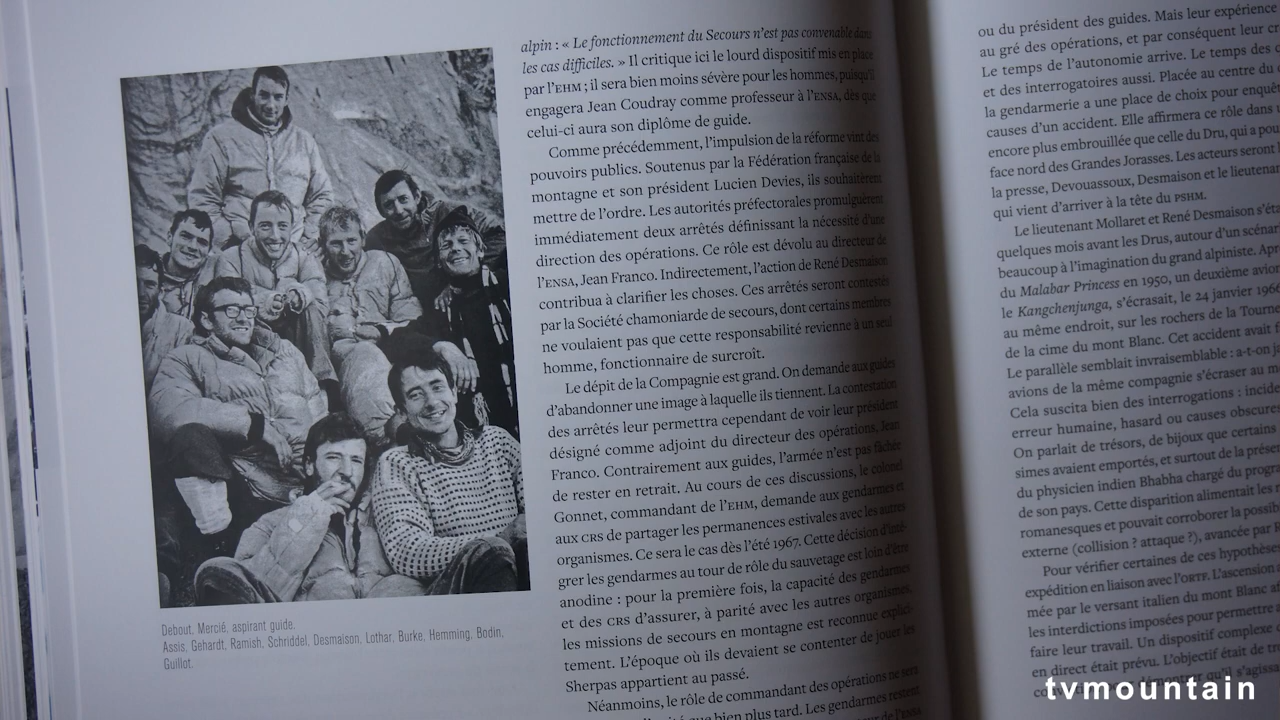 alpin : « Le fonctionnement du Secours n'est pas convenable dans
les cas difficiles. » Il critique ici le lourd dispositif mis en place
par l'EHM ; il sera bien moins sévère pour les hommes, puisqu'il
engagera Jean Coudray comme professeur à l'ENSA, dès que
celui-ci aura son diplôme de guide.
Comme précédemment, l'impulsion de la réforme vint des
pouvoirs publics. Soutenus par la Fédération française de la
montagne et son président Lucien Devies, ils souhaitèrent
mettre de l'ordre. Les autorités préfectorales promulguèrent
immédiatement deux arrêtés définissant la nécessité d'une
direction des opérations. Ce rôle est dévolu au directeur de
l'ENSA, Jean Franco. Indirectement, l'action de René Desmaison
contribua à clarifier les choses. Ces arrêtés seront contestés
par la Société chamoniarde de secours, dont certains membres
ne voulaient pas que cette responsabilité revienne à un seul
homme, fonctionnaire de surcroît.
Le dépit de la Compagnie est grand. On demande aux guides
d'abandonner une image à laquelle ils tiennent. La contestation
des arrêtés leur permettra cependant de voir leur président
désigné comme adjoint du directeur des opérations, Jean
Franco. Contrairement aux guides, l'armée n'est pas fâchée
de rester en retrait. Au cours de ces discussions, le colonel
Gonnet, commandant de l'EHM, demande aux gendarmes et
aux CRS de partager les permanences estivales avec les autres
organismes. Ce sera le cas dès l'été 1967. Cette décision d'inté-
grer les gendarmes au tour de rôle du sauvetage est loin d'être
anodine : pour la première fois, la capacité des gendarmes
et des CRS d'assurer, à parité avec les autres organismes,
les missions de secours en montagne est reconnue explici-
tement. L'époque où ils devaient se contenter de jouer les
Sherpas appartient au passé.
Néanmoins, le rôle de commandant des opérations ne sera
que bien plus tard. Les gendarmes restent
Debout, Mercié, aspirant guide.
Assis, Gehardt, Ramish, Schriddel, Desmaison, Lothar, Burke, Hemming, Bodin,
Guillot.
ou du président des guides. Mais leur expérience
au gré des opérations, et par conséquent leur
Le temps de l'autonomie arrive. Le temps des
et des interrogatoires aussi. Placée au centre du
la gendarmerie a une place de choix pour
causes d'un accident. Elle affirmera ce rôle dans
encore plus embrouillée que celle du Dru, qui a
face nord des Grandes Jorasses. Les acteurs seront
la presse, Devouassoux, Desmaison et le
qui vient d'arriver à la tête du PSHM.
Le lieutenant Mollaret et René Desmaison
quelques mois avant les Drus, autour d'un
beaucoup à l'imagination du grand alpiniste.
du Malabar Princess en 1950, un deuxième
le Kangchenjunga, s'écrasait, le 24 janvier
au même endroit, sur les rochers de la
de la cime du mont Blanc. Cet accident avait
Le parallèle semblait invraisemblable : a-t-on
avions de la même compagnie s'écraser au
Cela suscita bien des interrogations :
erreur humaine, hasard ou causes
On parlait de trésors, de bijoux que certains
simes avaient emportés, et surtout de la
du physicien indien Bhabha chargé du
de son pays. Cette disparition alimentait les
romanesques et pouvait corroborer la
externe (collision ? attaque ?), avancée par
Pour vérifier certaines de ces
expédition en liaison avec l'ORTF. L'ascension
mée par le versant italien du mont Blanc
les interdictions imposées pour permettre
faire leur travail. Un dispositif complexe
en direct était prévu. L'objectif était de
tvmountain